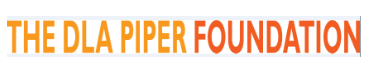 THE DLA PIPER FOUNDATION